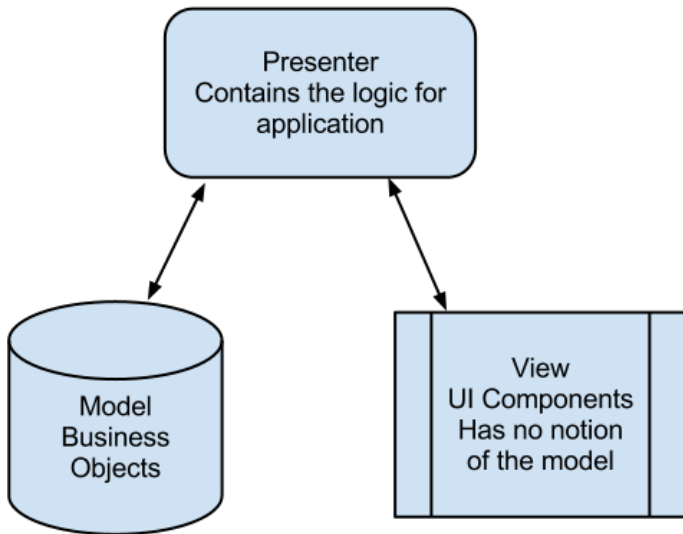 Presenter
Contains the logic for
application
Model
Business
Objects
View
UI Components
Has no notion
of the model